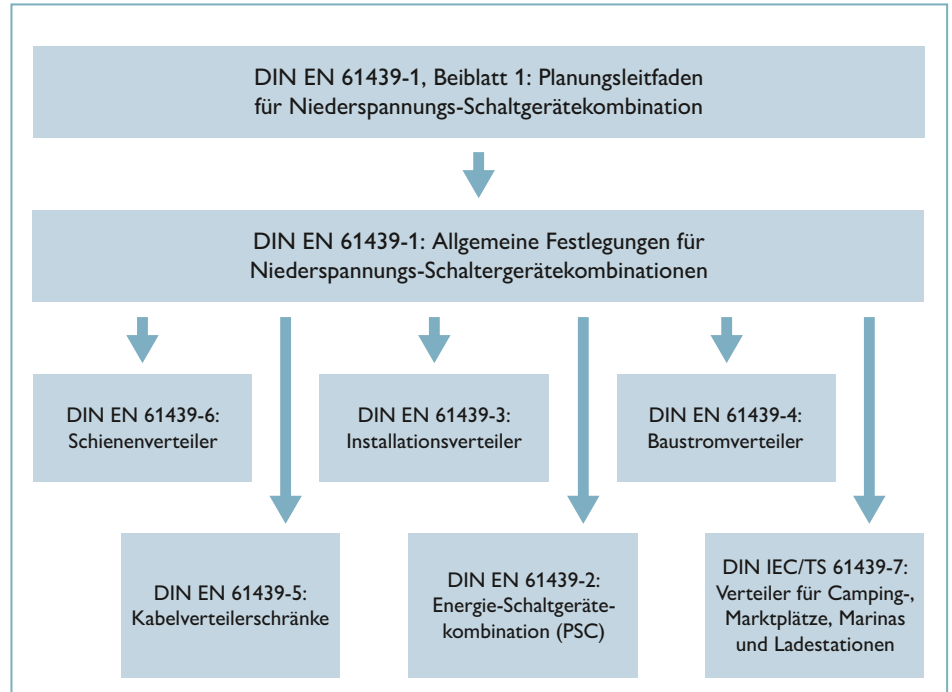 DIN EN 61439-1, Beiblatt 1: Planungsleitfaden
für Niederspannungs-Schaltgerätekombination
DIN EN 61439-1: Allgemeine Festlegungen für
Niederspannungs-Schaltergerätekombinationen
DIN EN 61439-6:
Schienenverteiler
DIN EN 61439-3:
Installationsverteiler
DIN EN 61439-4:
Baustromverteiler
DIN EN 61439-5:
Kabelverteilerschränke
DIN EN 61439-2:
Energie-Schaltgeräte-
kombination (PSC)
DIN IEC/TS 61439-7:
Verteiler für Camping-,
Marktplätze, Marinas
und Ladestationen